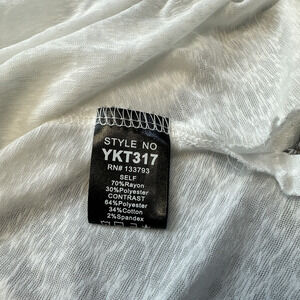 STYLE NO
YKT317
RN# 133793
SELF
70%Rayon
30%Polyester
CONTRAST
64%Polyester
34%Cotton
2%Spandex